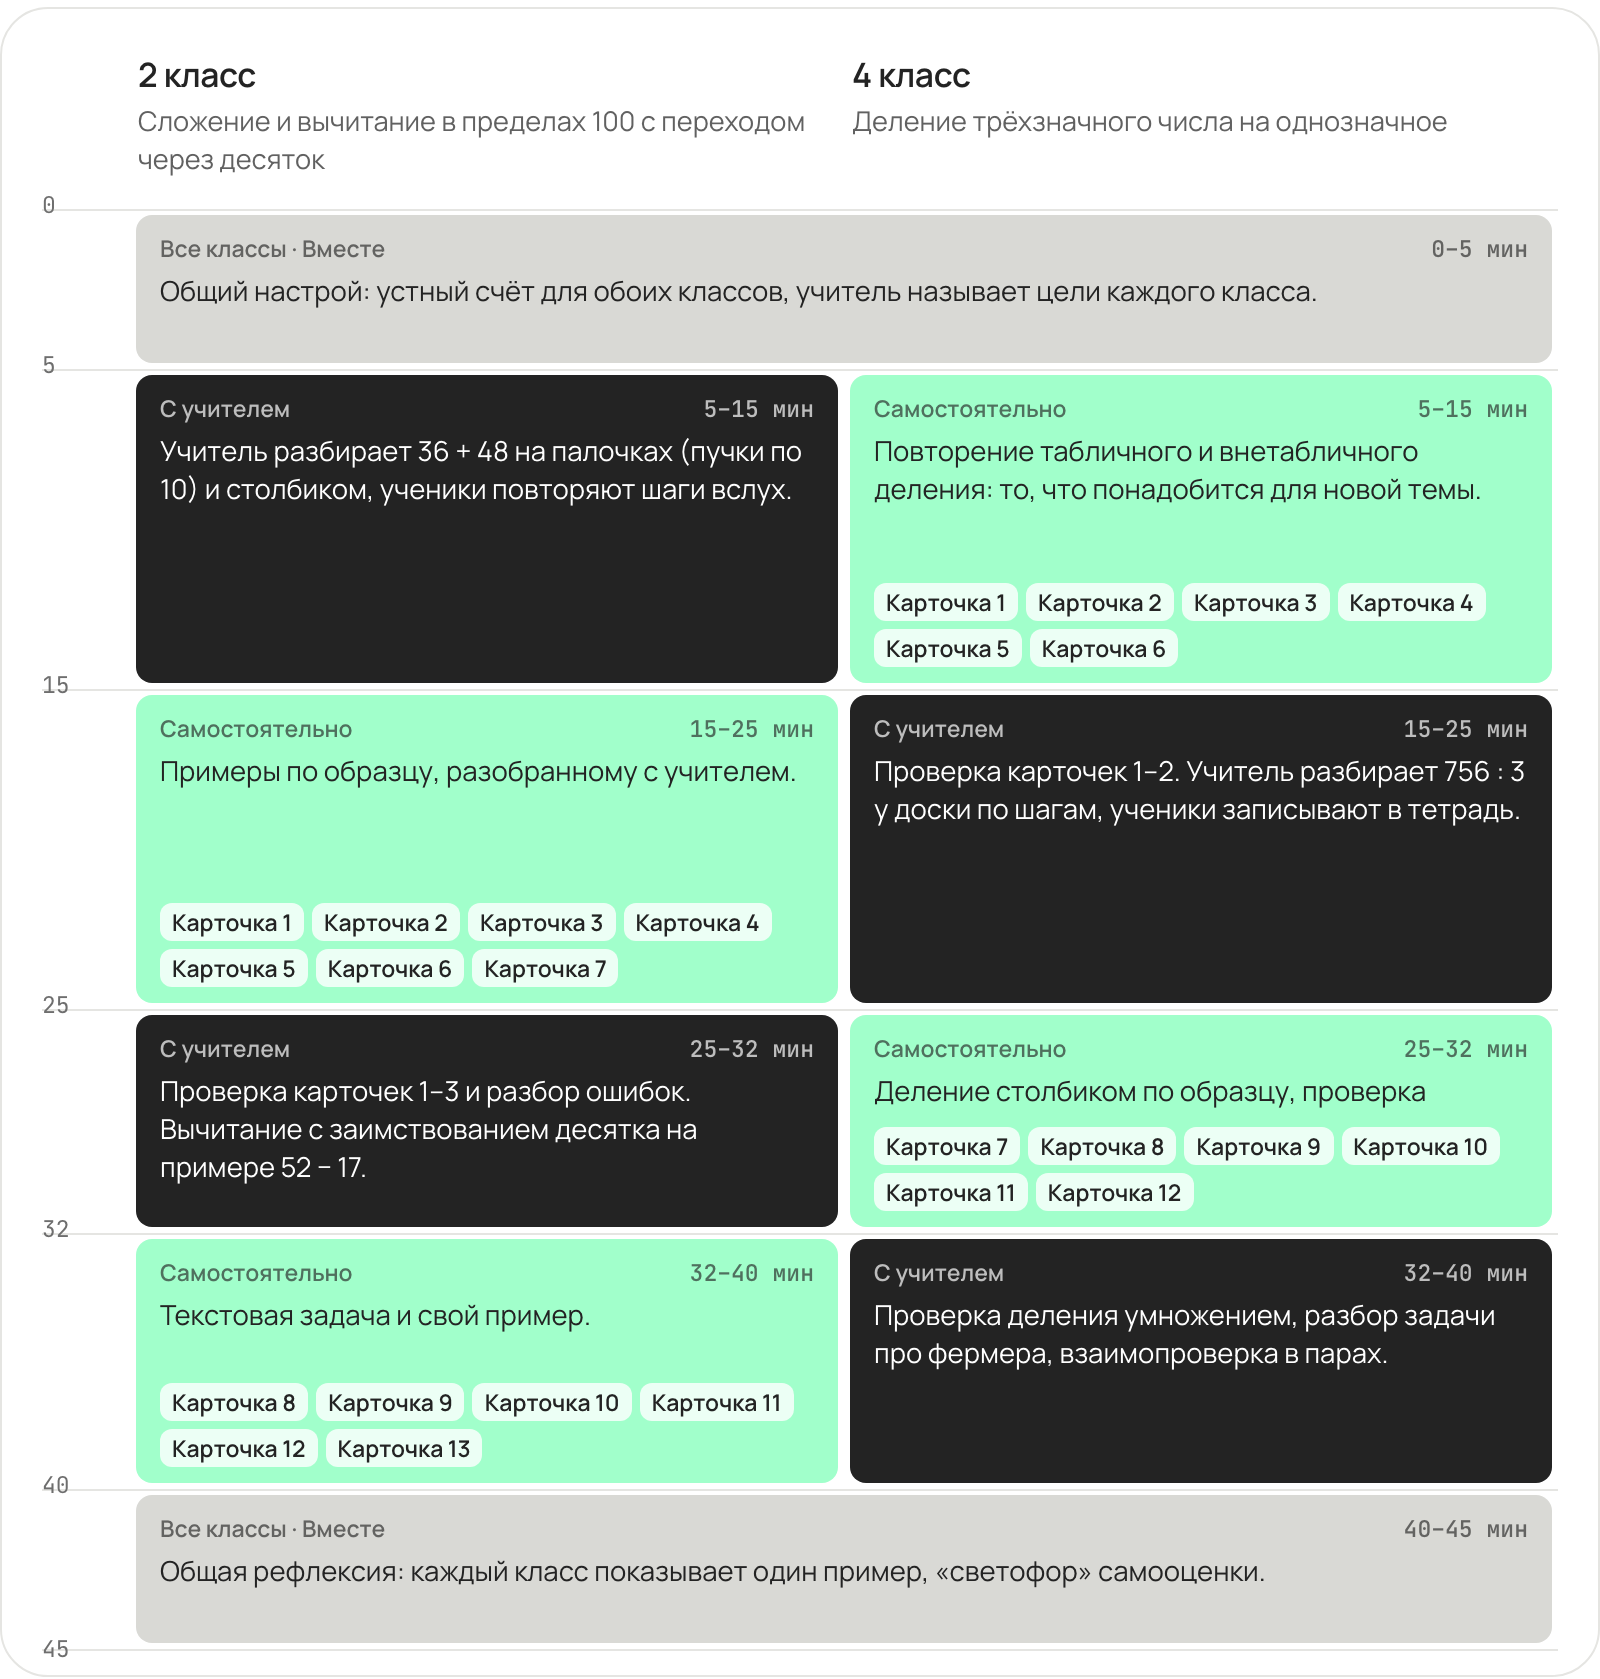 2 класс
Сложение и вычитание в пределах 100 с переходом
через десяток
4 класс
Деление трёхзначного числа на однозначное
0
Все классы · Вместе 0–5 мин
Общий настрой: устный счёт для обоих классов, учитель называет цели каждого класса.
5
С учителем 5–15 мин
Учитель разбирает 36 + 48 на палочках (пучки по
10) и столбиком, ученики повторяют шаги вслух.
Самостоятельно 5–15 мин
Повторение табличного и внетабличного
деления: то, что понадобится для новой темы.
Карточка 1 Карточка 2 Карточка 3 Карточка 4
Карточка 5 Карточка 6
15
Самостоятельно 15–25 мин
Примеры по образцу, разобранному с учителем.
Карточка 1 Карточка 2 Карточка 3 Карточка 4
Карточка 5 Карточка 6 Карточка 7
С учителем 15–25 мин
Проверка карточек 1–2. Учитель разбирает 756 : 3
у доски по шагам, ученики записывают в тетрадь.
25
С учителем 25–32 мин
Проверка карточек 1–3 и разбор ошибок.
Вычитание с заимствованием десятка на
примере 52 − 17.
Самостоятельно 25–32 мин
Деление столбиком по образцу, проверка
Карточка 7 Карточка 8 Карточка 9 Карточка 10
Карточка 11 Карточка 12
32
Самостоятельно 32–40 мин
Текстовая задача и свой пример.
Карточка 8 Карточка 9 Карточка 10 Карточка 11
Карточка 12 Карточка 13
С учителем 32–40 мин
Проверка деления умножением, разбор задачи
про фермера, взаимопроверка в парах.
40
Все классы · Вместе 40–45 мин
Общая рефлексия: каждый класс показывает один пример, «светофор» самооценки.
45